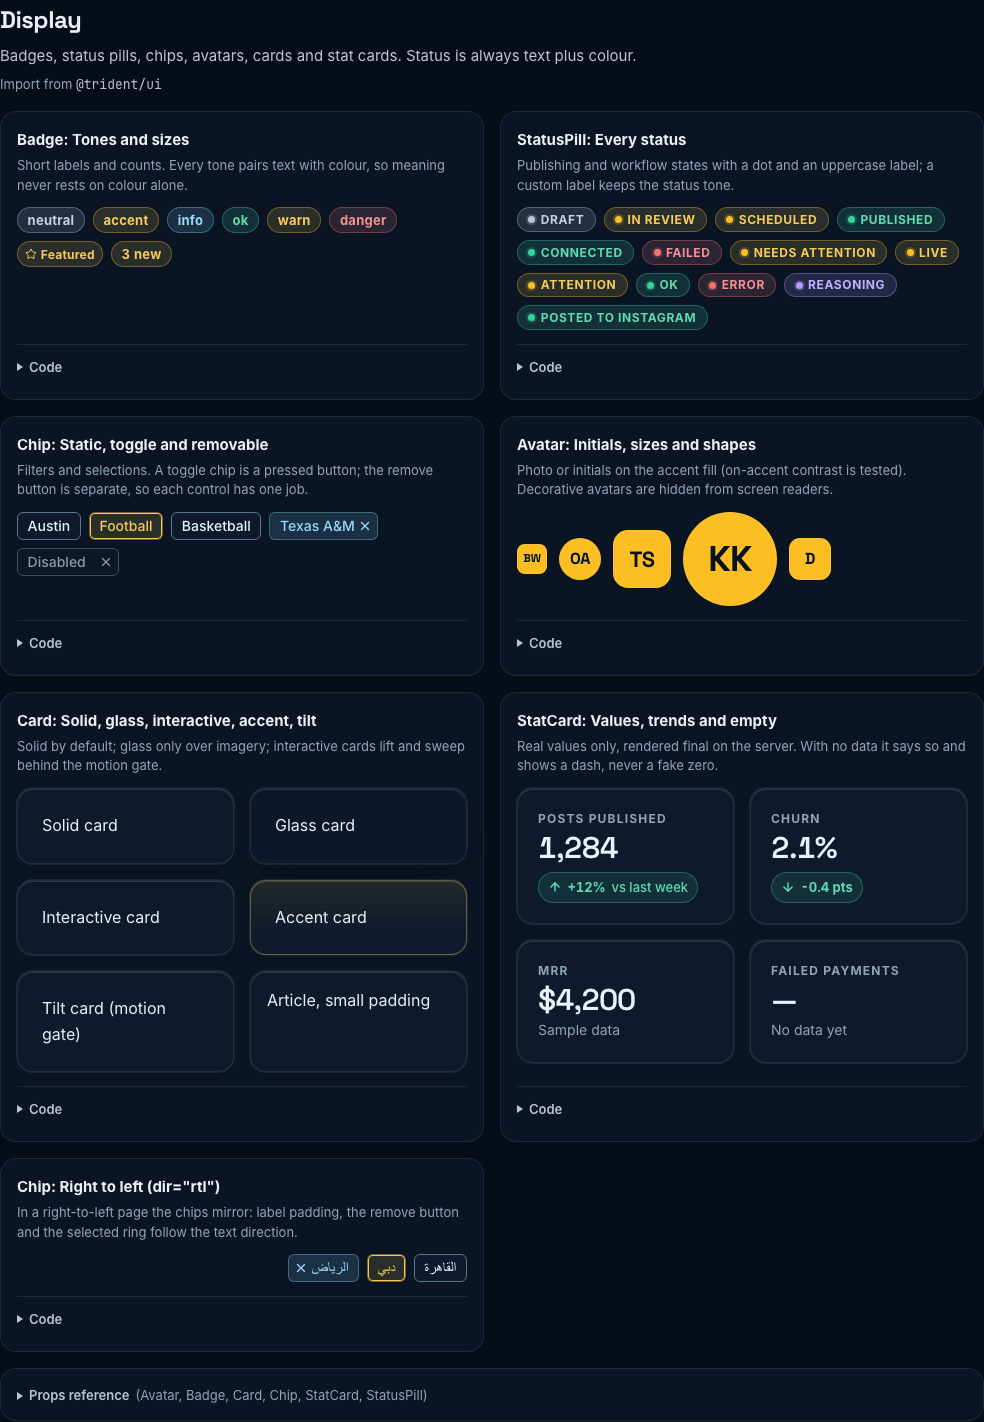 Display
Badges, status pills, chips, avatars, cards and stat cards. Status is always text plus colour.
Import from @trident/ui
Badge: Tones and sizes
Short labels and counts. Every tone pairs text with colour, so meaning
never rests on colour alone.
neutral accent info ok warn danger
Featured 3 new
Code
StatusPill: Every status
Publishing and workflow states with a dot and an uppercase label; a
custom label keeps the status tone.
DRAFT IN REVIEW SCHEDULED PUBLISHED
CONNECTED FAILED NEEDS ATTENTION LIVE
ATTENTION OK ERROR REASONING
POSTED TO INSTAGRAM
Code
Chip: Static, toggle and removable
Filters and selections. A toggle chip is a pressed button; the remove
button is separate, so each control has one job.
Austin Football Basketball Texas A&M ×
Disabled ×
Code
Avatar: Initials, sizes and shapes
Photo or initials on the accent fill (on-accent contrast is tested).
Decorative avatars are hidden from screen readers.
BW OA TS KK D
Code
Card: Solid, glass, interactive, accent, tilt
Solid by default; glass only over imagery; interactive cards lift and sweep
behind the motion gate.
Solid card
Glass card
Interactive card
Accent card
Tilt card (motion
gate)
Article, small padding
Code
StatCard: Values, trends and empty
Real values only, rendered final on the server. With no data it says so and
shows a dash, never a fake zero.
POSTS PUBLISHED
1,284
↑ +12% vs last week
CHURN
2.1%
↓ -0.4 pts
MRR
$4,200
Sample data
FAILED PAYMENTS
—
No data yet
Code
Chip: Right to left (dir="rtl")
In a right-to-left page the chips mirror: label padding, the remove button
and the selected ring follow the text direction.
القاهرة دبي الرياض ×
Code
Props reference (Avatar, Badge, Card, Chip, StatCard, StatusPill)